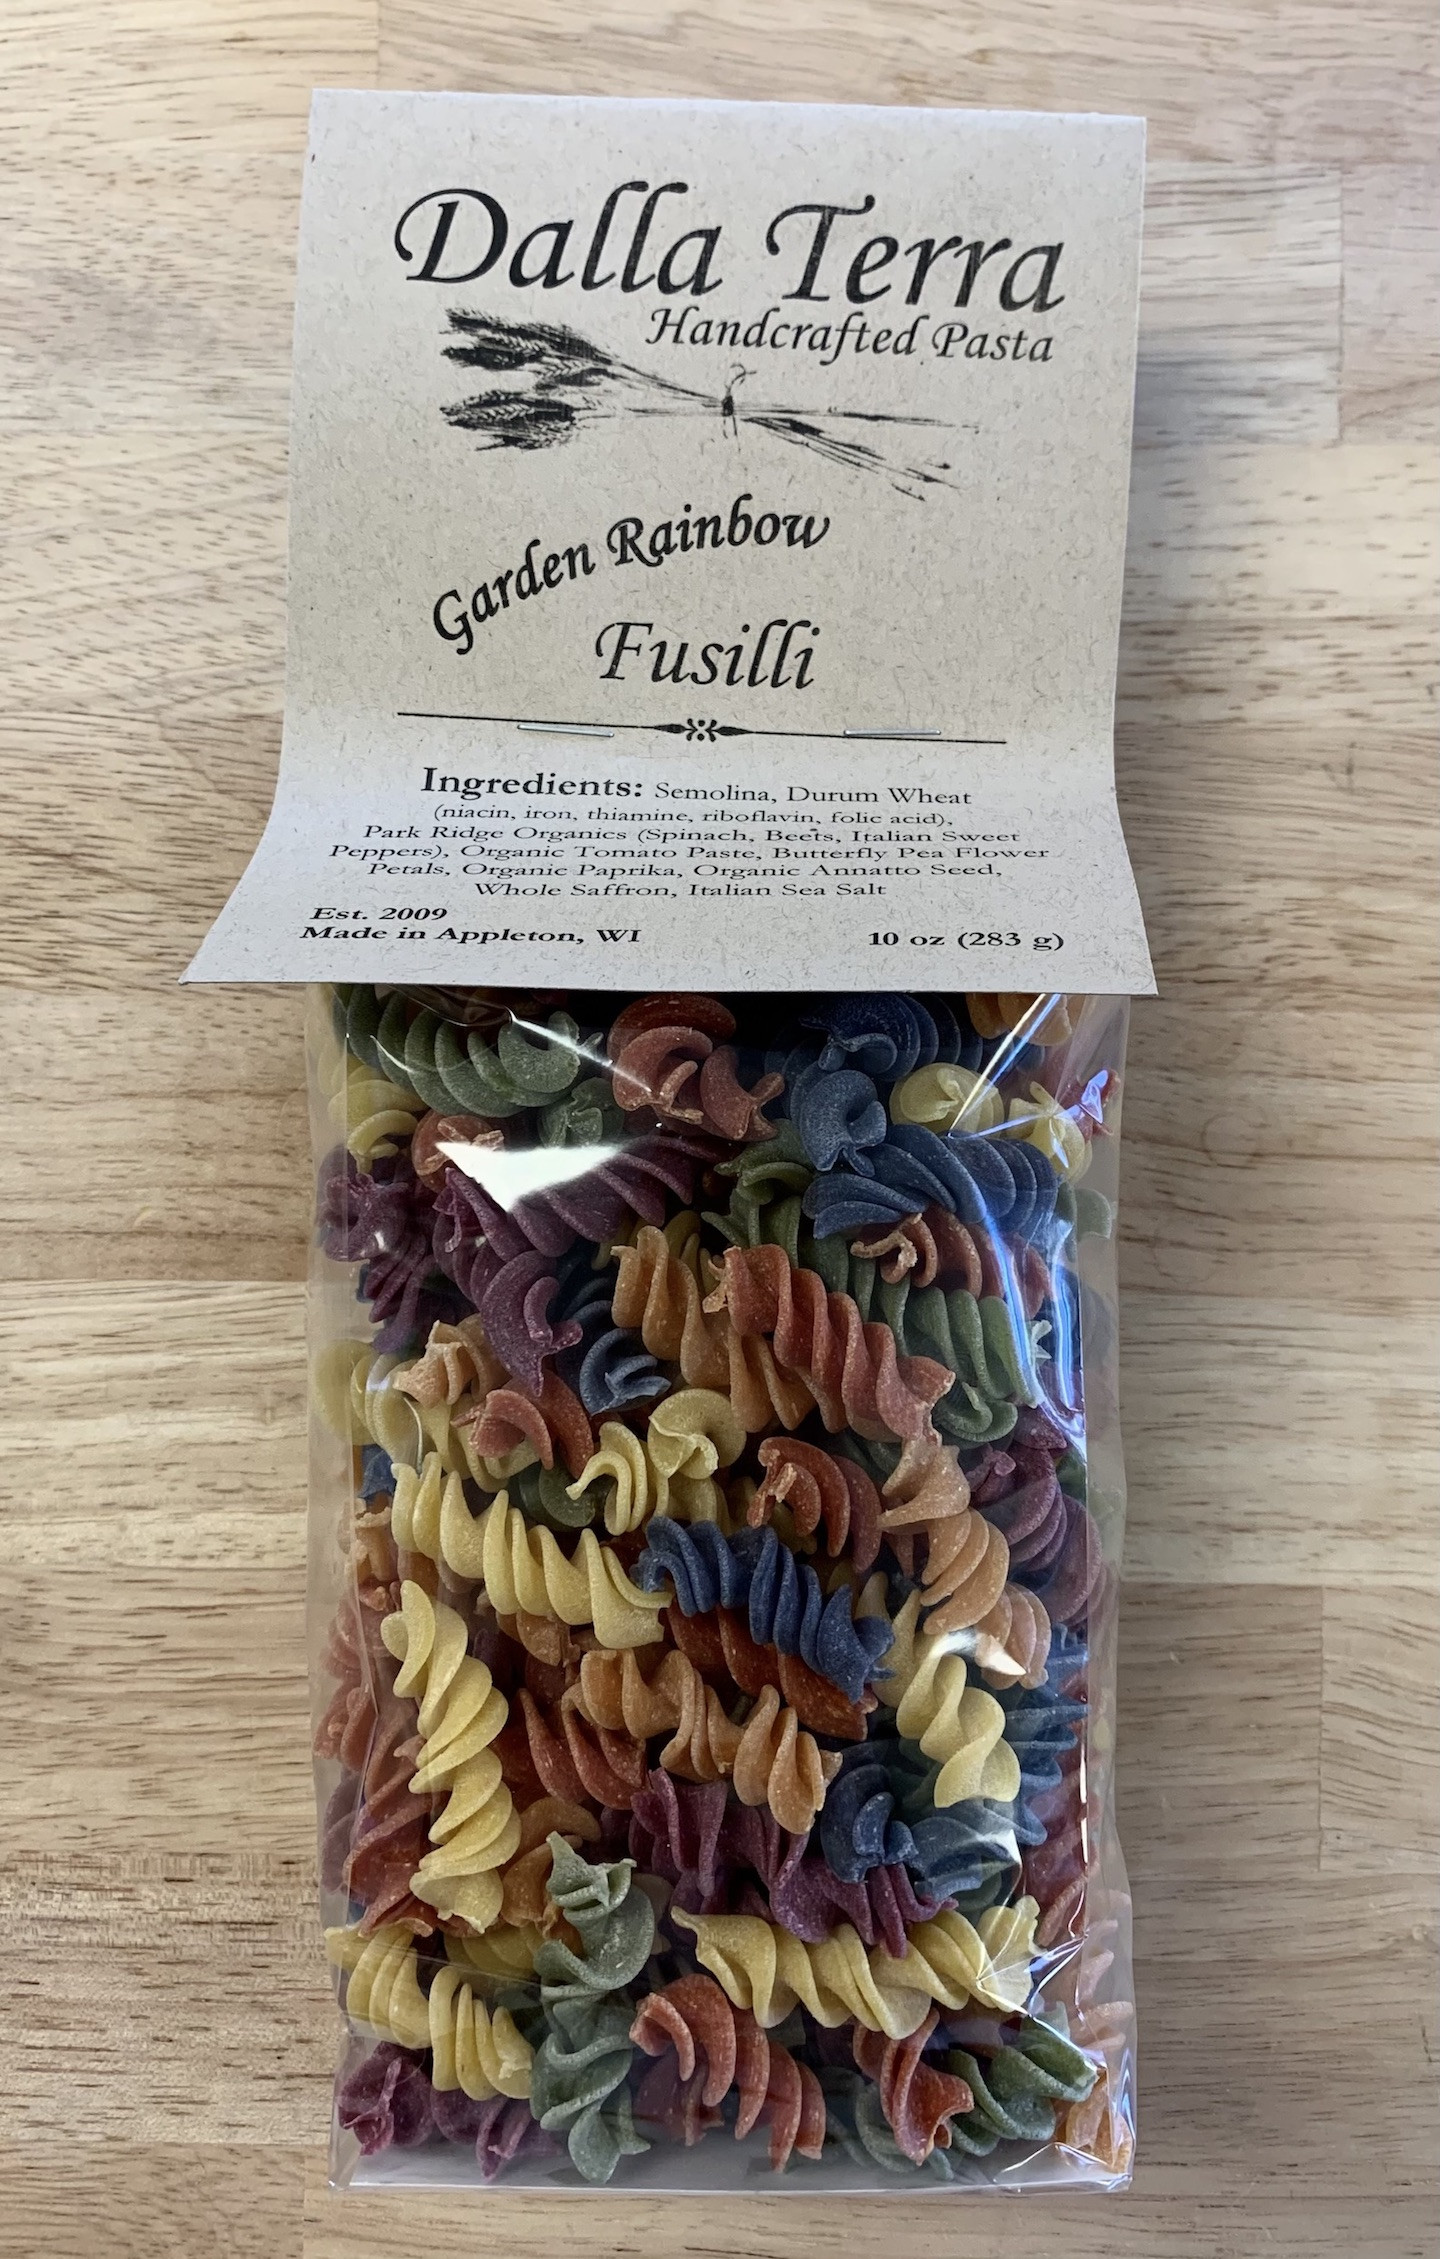 Dalla Terra
Handcrafted Pasta
Garden Rainbow
Fusilli
Ingredients: Semolina, Durum Wheat
(niacin, iron, thiamine, riboflavin, folic acid),
Park Ridge Organics (Spinach, Beets, Italian Sweet
Peppers), Organic Tomato Paste, Butterfly Pea Flower
Petals, Organic Paprika, Organic Annatto Seed,
Whole Saffron, Italian Sea Salt
Est. 2009
Made in Appleton, WI
10 oz (283 g)